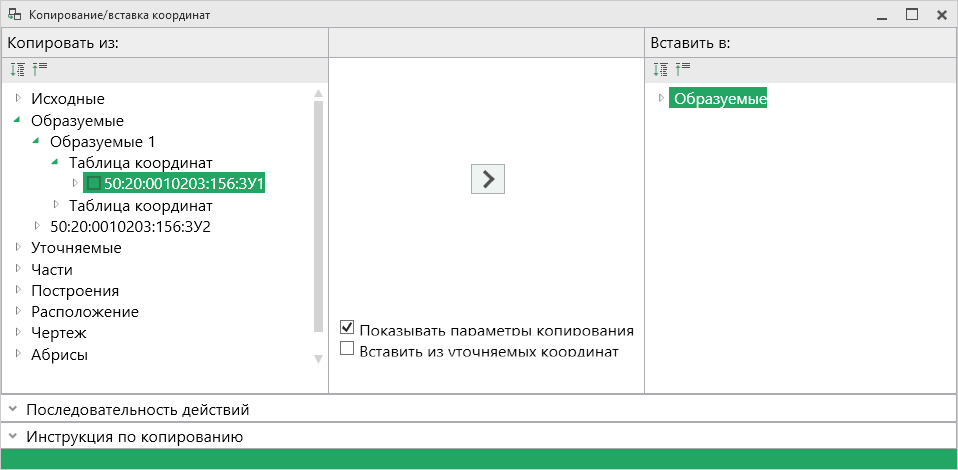 Копирование/вставка координат
Копировать из:
Исходные
Образуемые
Образуемые 1
Таблица координат
50:20:0010203:156:ЗУ1
Таблица координат
50:20:0010203:156:ЗУ2
Уточняемые
Части
Построения
Расположение
Чертеж
Абрисы
Показывать параметры копирования
Вставить из уточняемых координат
Вставить в:
Образуемые
Последовательность действий
Инструкция по копированию